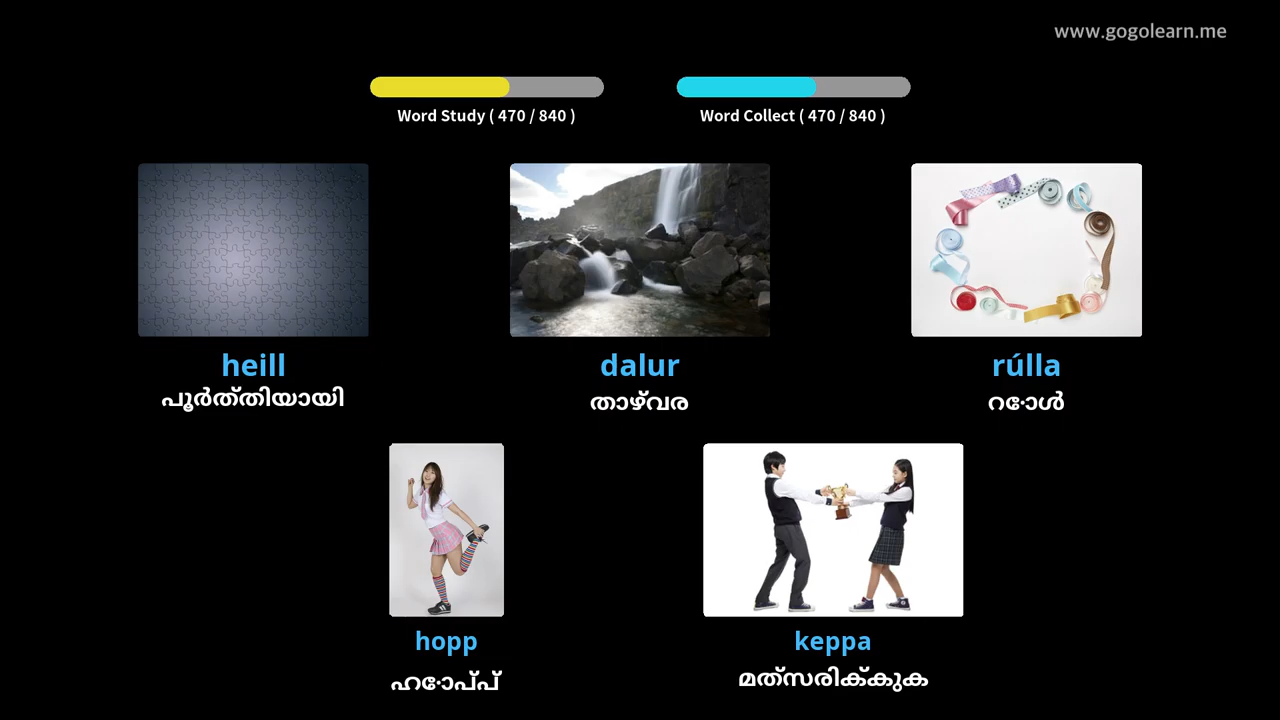 www.gogolearn.me
Word Study ( 470 / 840 )
Word Collect ( 470 / 840 )
heill
പൂർത്തിയായി
dalur
താഴ്വര
rúlla
റോൾ
hopp
ഹോപ്പ്
keppa
മത്സരിക്കുക